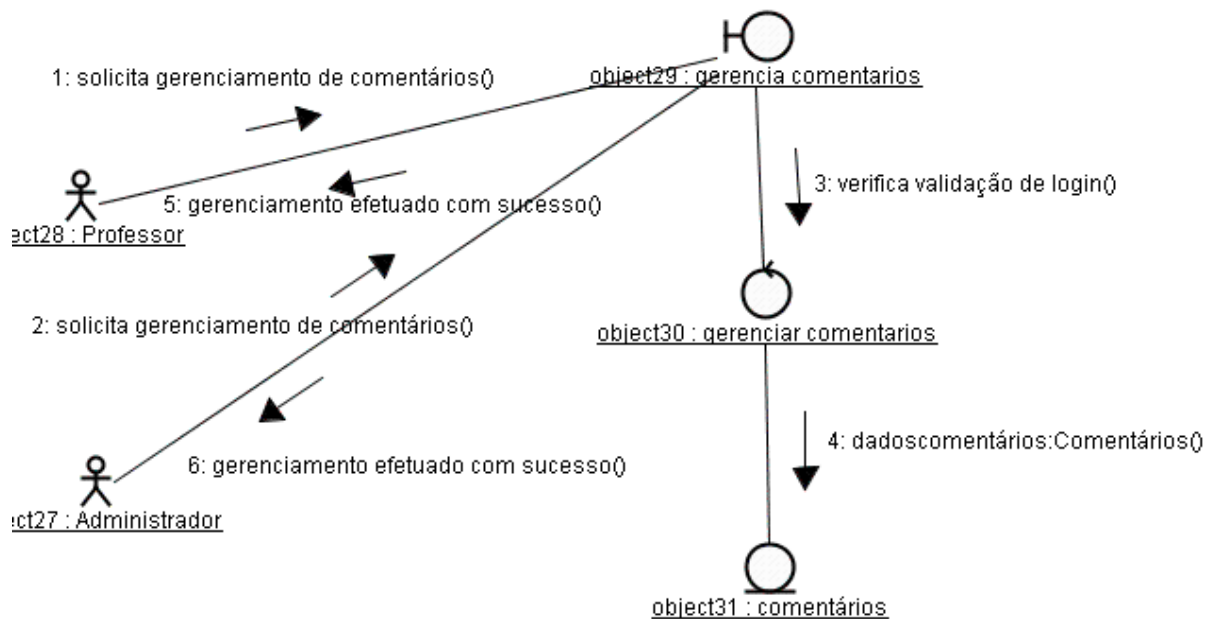 1: solicita gerenciamento de comentários()
object29 : gerencia comentarios
3: verifica validação de login()
5: gerenciamento efetuado com sucesso()
ect28 : Professor
2: solicita gerenciamento de comentários()
object30 : gerenciar comentarios
4: dadoscomentários:Comentários()
6: gerenciamento efetuado com sucesso()
ect27 : Administrador
object31 : comentários